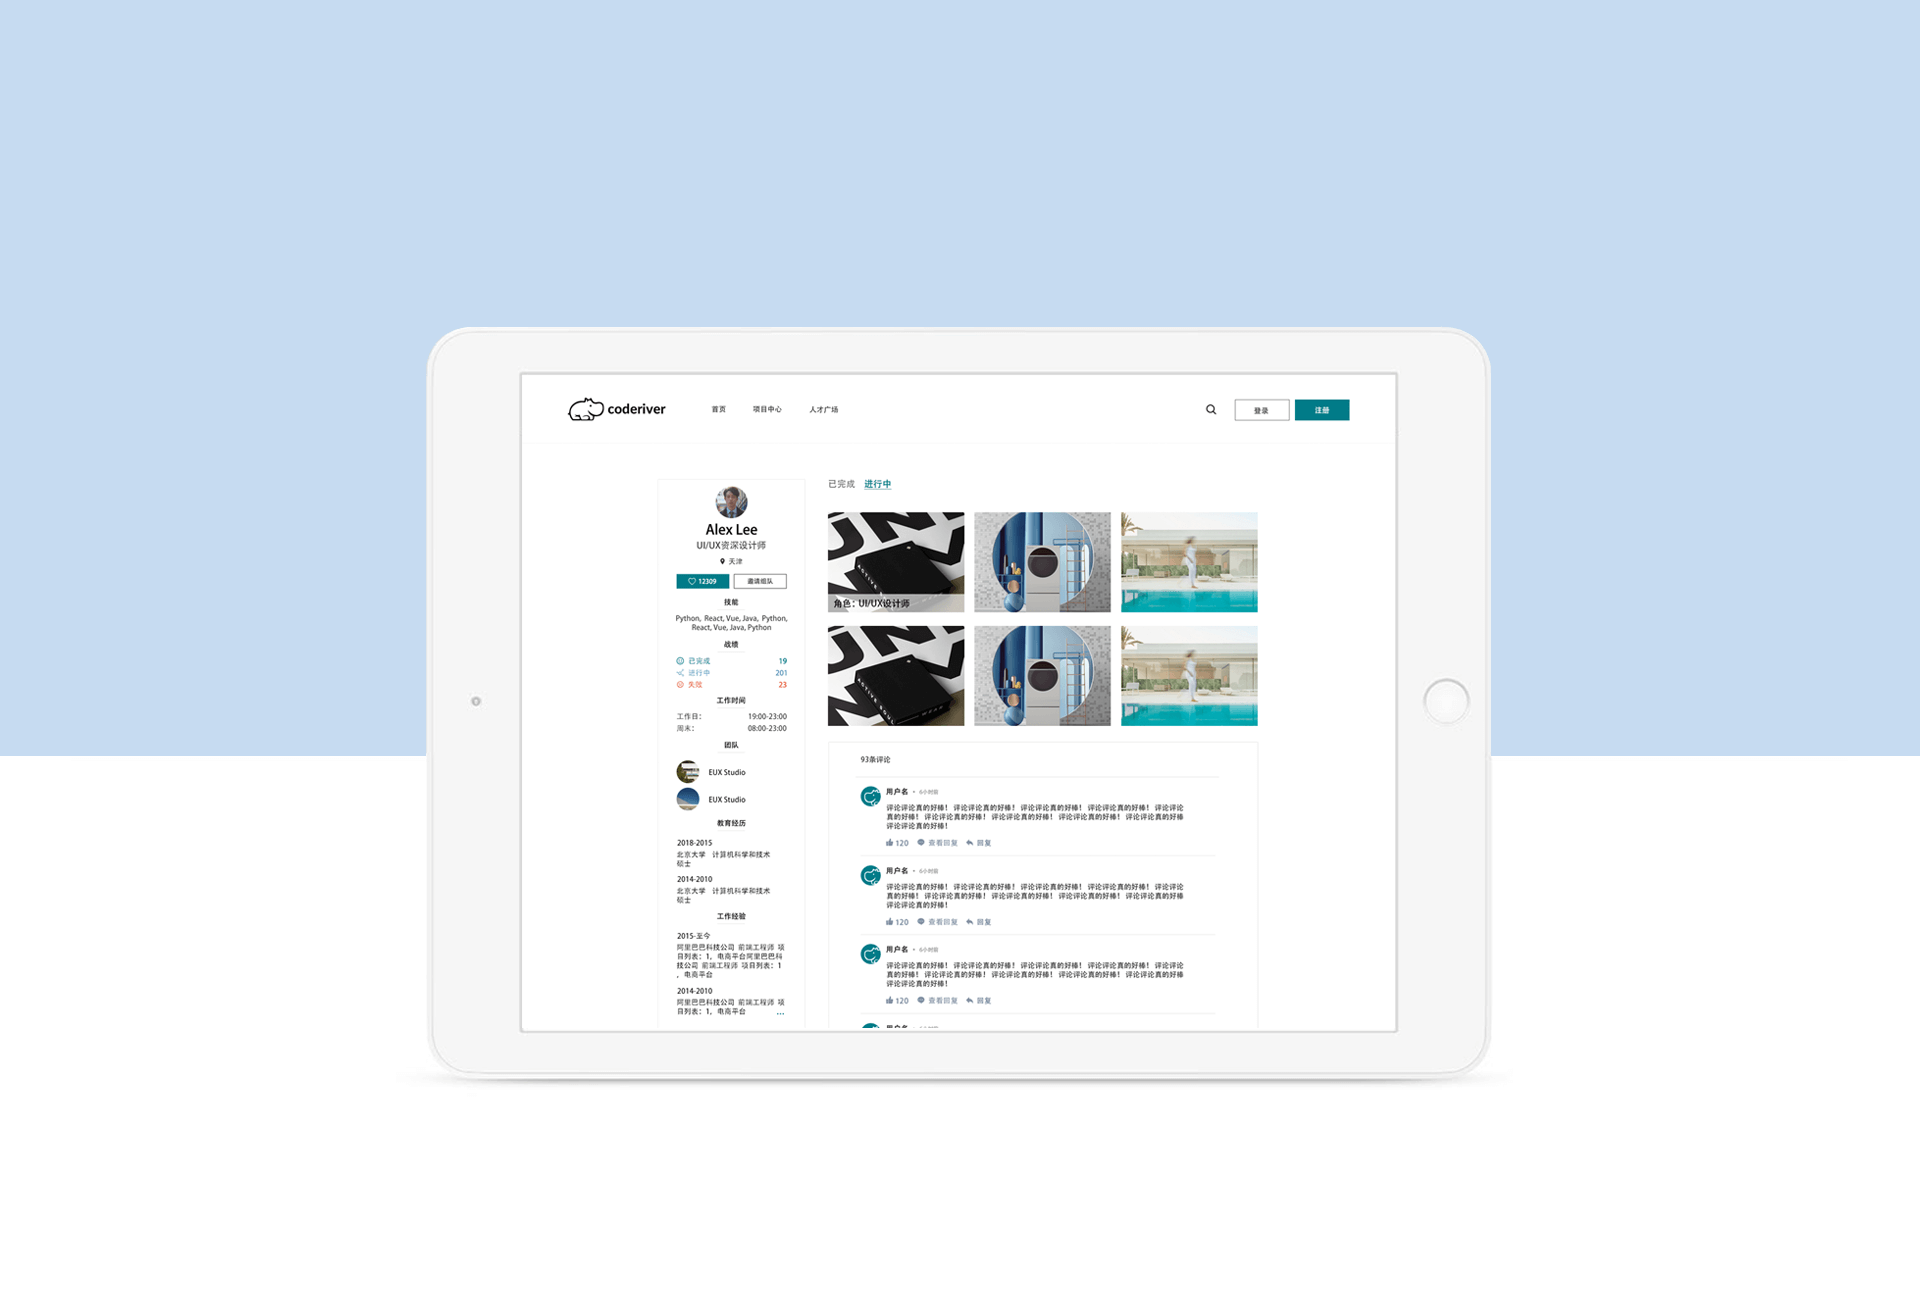 coderiver
首页 项目中心 人才广场
登录 注册
Alex Lee
UI/UX资深设计师
天津
12309 邀请组队
技能
Python, React, Vue, Java, Python,
React, Vue, Java, Python
战绩
已完成 19
进行中 201
失败 23
工作时间
工作日: 19:00-23:00
周末: 08:00-23:00
团队
EUX Studio
EUX Studio
教育经历
2018-2015
北京大学 计算机科学和技术
硕士
2014-2010
北京大学 计算机科学和技术
硕士
工作经验
2015-至今
阿里巴巴科技公司 前端工程师 项
目列表: 1, 电商平台阿里巴巴科
技公司 前端工程师 项目列表: 1
, 电商平台
2014-2010
阿里巴巴科技公司 前端工程师 项
目列表: 1, 电商平台 ...
已完成 进行中
ACTIVE
角色: UI/UX设计师
ACTIVE SOUL
93条评论
用户名 • 6小时前
评论评论真的好棒! 评论评论真的好棒! 评论评论真的好棒! 评论评论真的好棒! 评论评论
真的好棒! 评论评论真的好棒! 评论评论真的好棒! 评论评论真的好棒! 评论评论真的好棒
评论评论真的好棒!
120 查看回复 回复
用户名 • 6小时前
评论评论真的好棒! 评论评论真的好棒! 评论评论真的好棒! 评论评论真的好棒! 评论评论
真的好棒! 评论评论真的好棒! 评论评论真的好棒! 评论评论真的好棒! 评论评论真的好棒
评论评论真的好棒!
120 查看回复 回复
用户名 • 6小时前
评论评论真的好棒! 评论评论真的好棒! 评论评论真的好棒! 评论评论真的好棒! 评论评论
真的好棒! 评论评论真的好棒! 评论评论真的好棒! 评论评论真的好棒! 评论评论真的好棒
评论评论真的好棒!
120 查看回复 回复